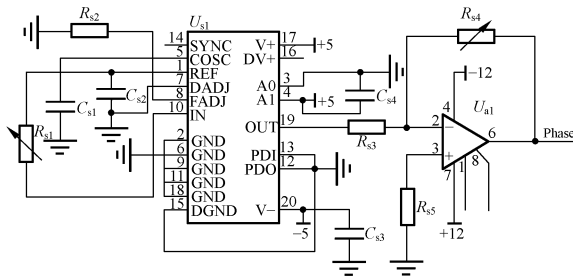 Rs2
Us1
Rs4
14 SYNC V+ 17 +5
5 COSC DV+ 16
1 REF
7 DADJ A0 3
8 FADJ A1 4 +5
10 IN
Cs1
Cs2
Cs4
Rs1
OUT 19
Rs3
-12
4
Ua1
2 −
6 Phase
3 +
7 1 8
+12
Rs5
2 GND
6 GND PDI 13
9 GND PDO 12
11 GND
18 GND
15 DGND V− 20
−5
Cs3